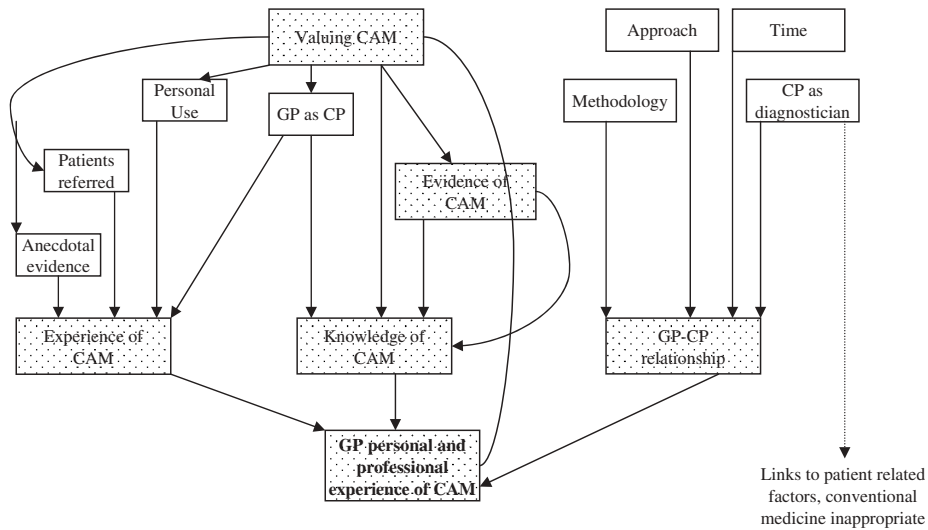 Valuing CAM
Approach
Time
Personal
Use
GP as CP
Methodology
CP as
diagnostician
Patients
referred
Evidence of
CAM
Anecdotal
evidence
Experience of
CAM
Knowledge of
CAM
GP-CP
relationship
GP personal and
professional
experience of CAM
Links to patient related
factors, conventional
medicine inappropriate